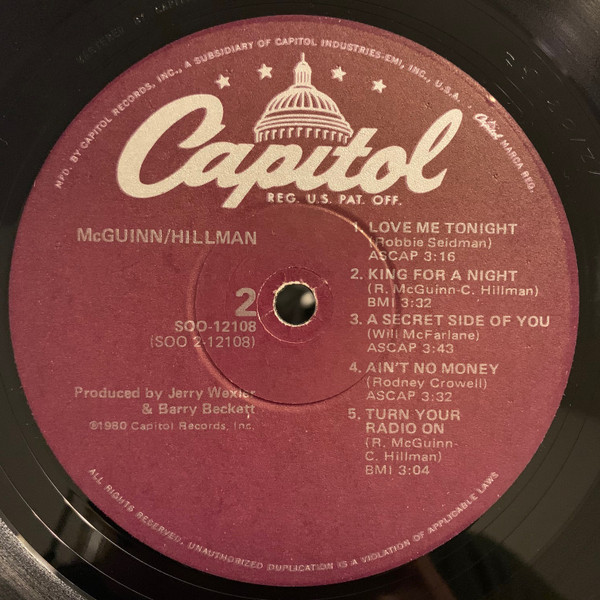 MFD. BY CAPITOL RECORDS, INC., A SUBSIDIARY OF CAPITOL INDUSTRIES-EMI, INC., U.S.A. · Capitol MARCA REG.
Capitol
REG. U.S. PAT. OFF.
McGUINN/HILLMAN
2
SOO-12108
(SOO 2-12108)
Produced by Jerry Wexler
& Barry Beckett
℗1980 Capitol Records, Inc.
1. LOVE ME TONIGHT
(Robbie Seidman)
ASCAP 3:16
2. KING FOR A NIGHT
(R. McGuinn-C. Hillman)
BMI 3:32
3. A SECRET SIDE OF YOU
(Will McFarlane)
ASCAP 3:43
4. AIN'T NO MONEY
(Rodney Crowell)
ASCAP 3:32
5. TURN YOUR
RADIO ON
(R. McGuinn-
C. Hillman)
BMI 3:04
ALL RIGHTS RESERVED. UNAUTHORIZED DUPLICATION IS A VIOLATION OF APPLICABLE LAWS